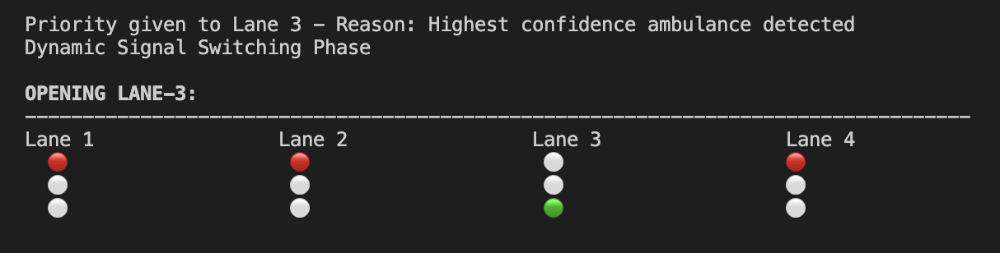 Priority given to Lane 3 - Reason: Highest confidence ambulance detected
Dynamic Signal Switching Phase
OPENING LANE-3:
----------------------------------------------------------------------------------
Lane 1 Lane 2 Lane 3 Lane 4